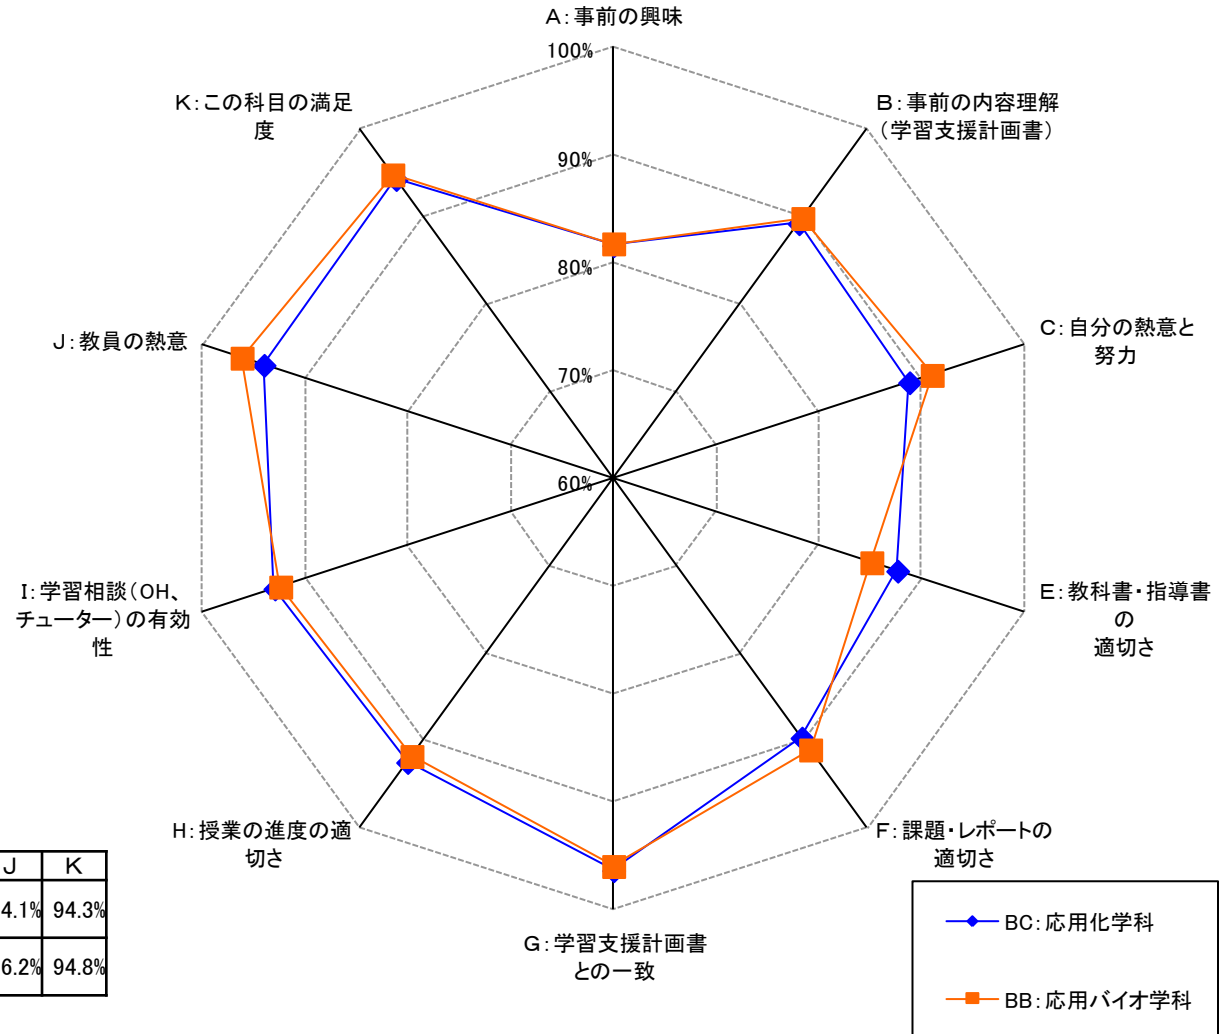 A：事前の興味
100%
K：この科目の満足
度
B：事前の内容理解
（学習支援計画書）
90%
80%
J：教員の熱意
C：自分の熱意と
努力
70%
60%
I：学習相談（OH、
チューター）の有効
性
E：教科書・指導書
の
適切さ
H：授業の進度の適
切さ
F：課題・レポートの
適切さ
G：学習支援計画書
との一致
J K
4.1% 94.3%
6.2% 94.8%
BC：応用化学科
BB：応用バイオ学科